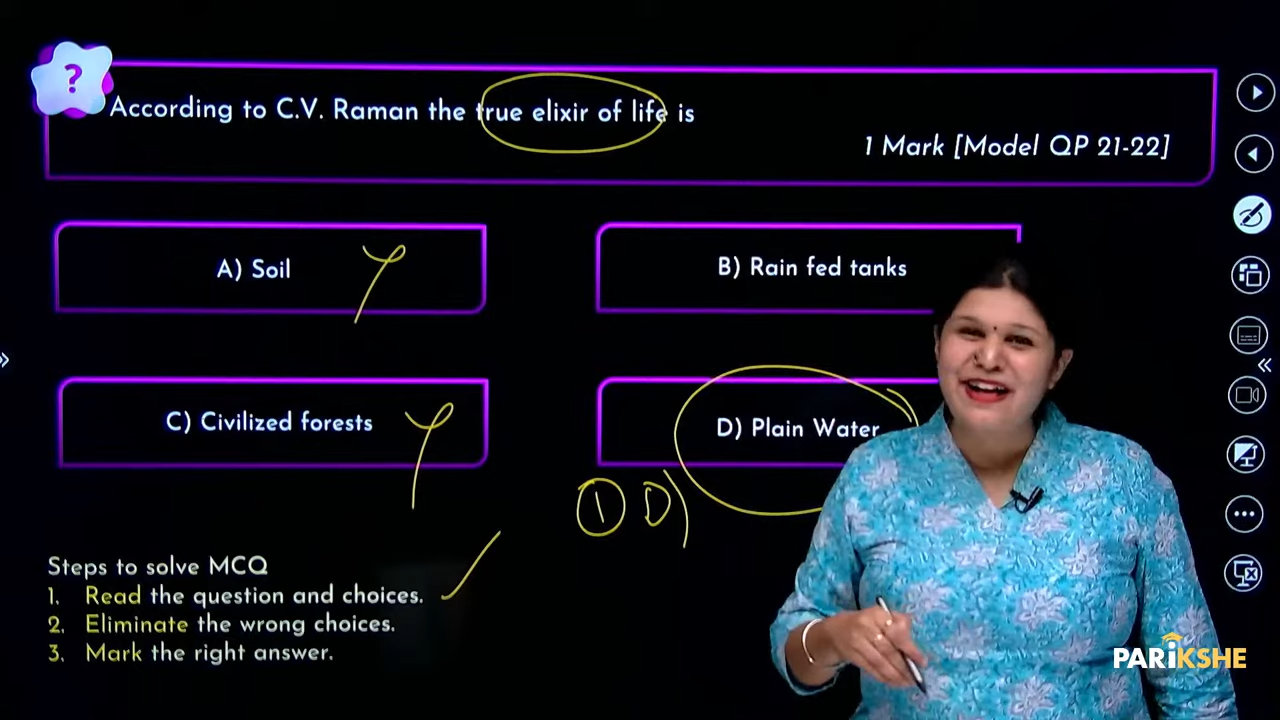 ?
According to C.V. Raman the true elixir of life is
1 Mark [Model QP 21-22]
A) Soil
B) Rain fed tanks
C) Civilized forests
D) Plain Water
1 D)
Steps to solve MCQ
1. Read the question and choices.
2. Eliminate the wrong choices.
3. Mark the right answer.
PARIKSHE